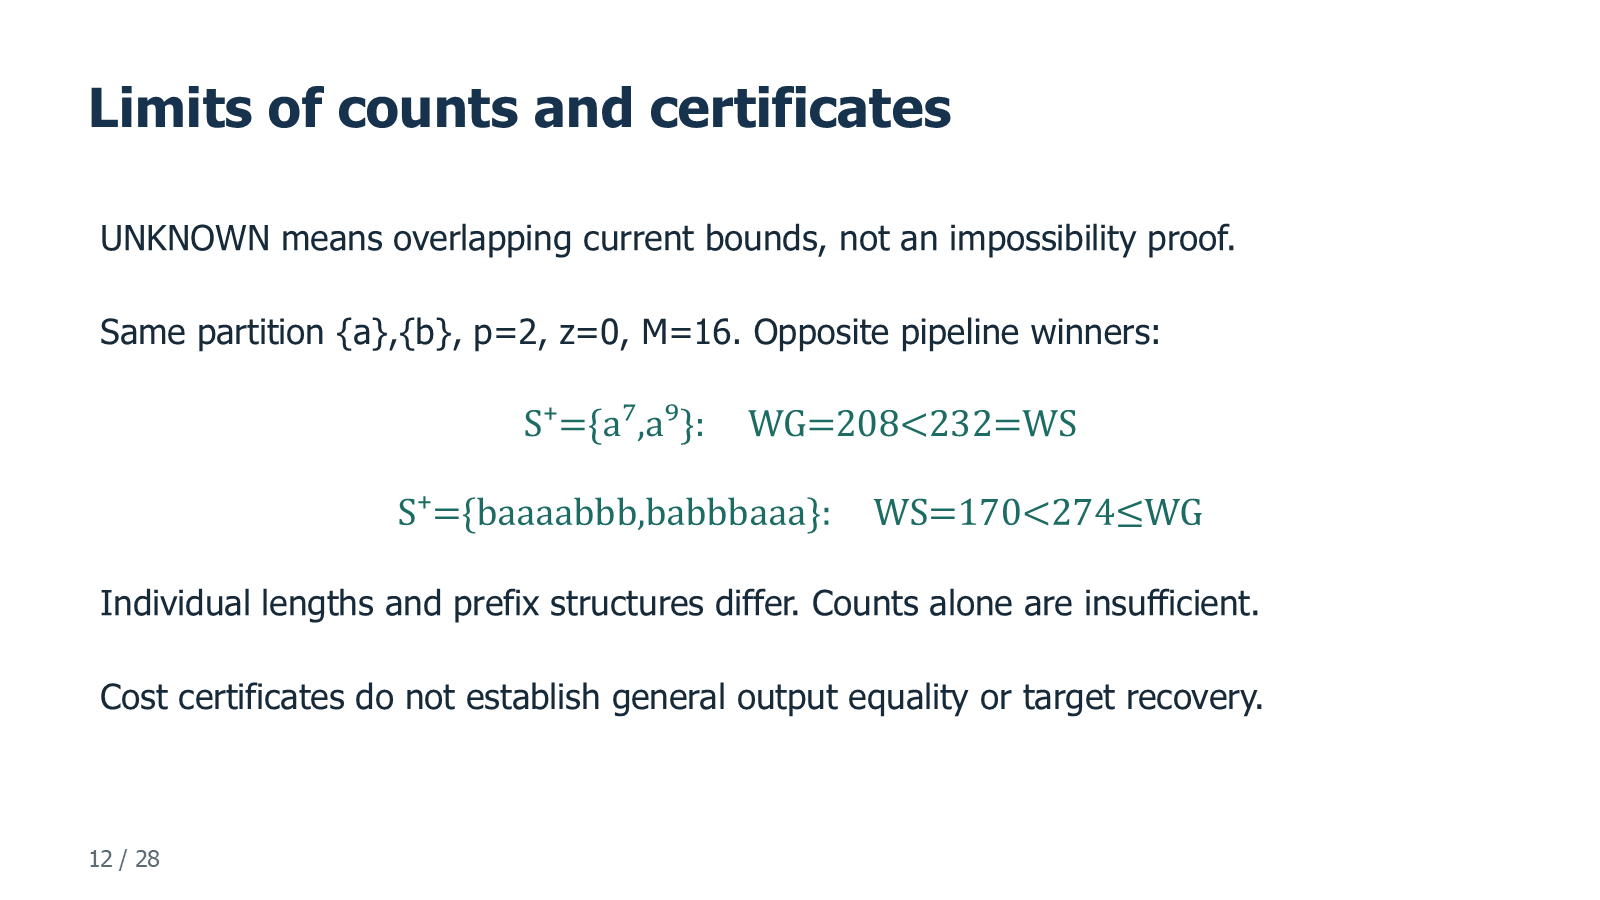 Limits of counts and certificates
UNKNOWN means overlapping current bounds, not an impossibility proof.
Same partition {a},{b}, p=2, z=0, M=16. Opposite pipeline winners:
S⁺={a⁷,a⁹}: WG=208<232=WS
S⁺={baaaabbb,babbbaaa}: WS=170<274≤WG
Individual lengths and prefix structures differ. Counts alone are insufficient.
Cost certificates do not establish general output equality or target recovery.
12 / 28